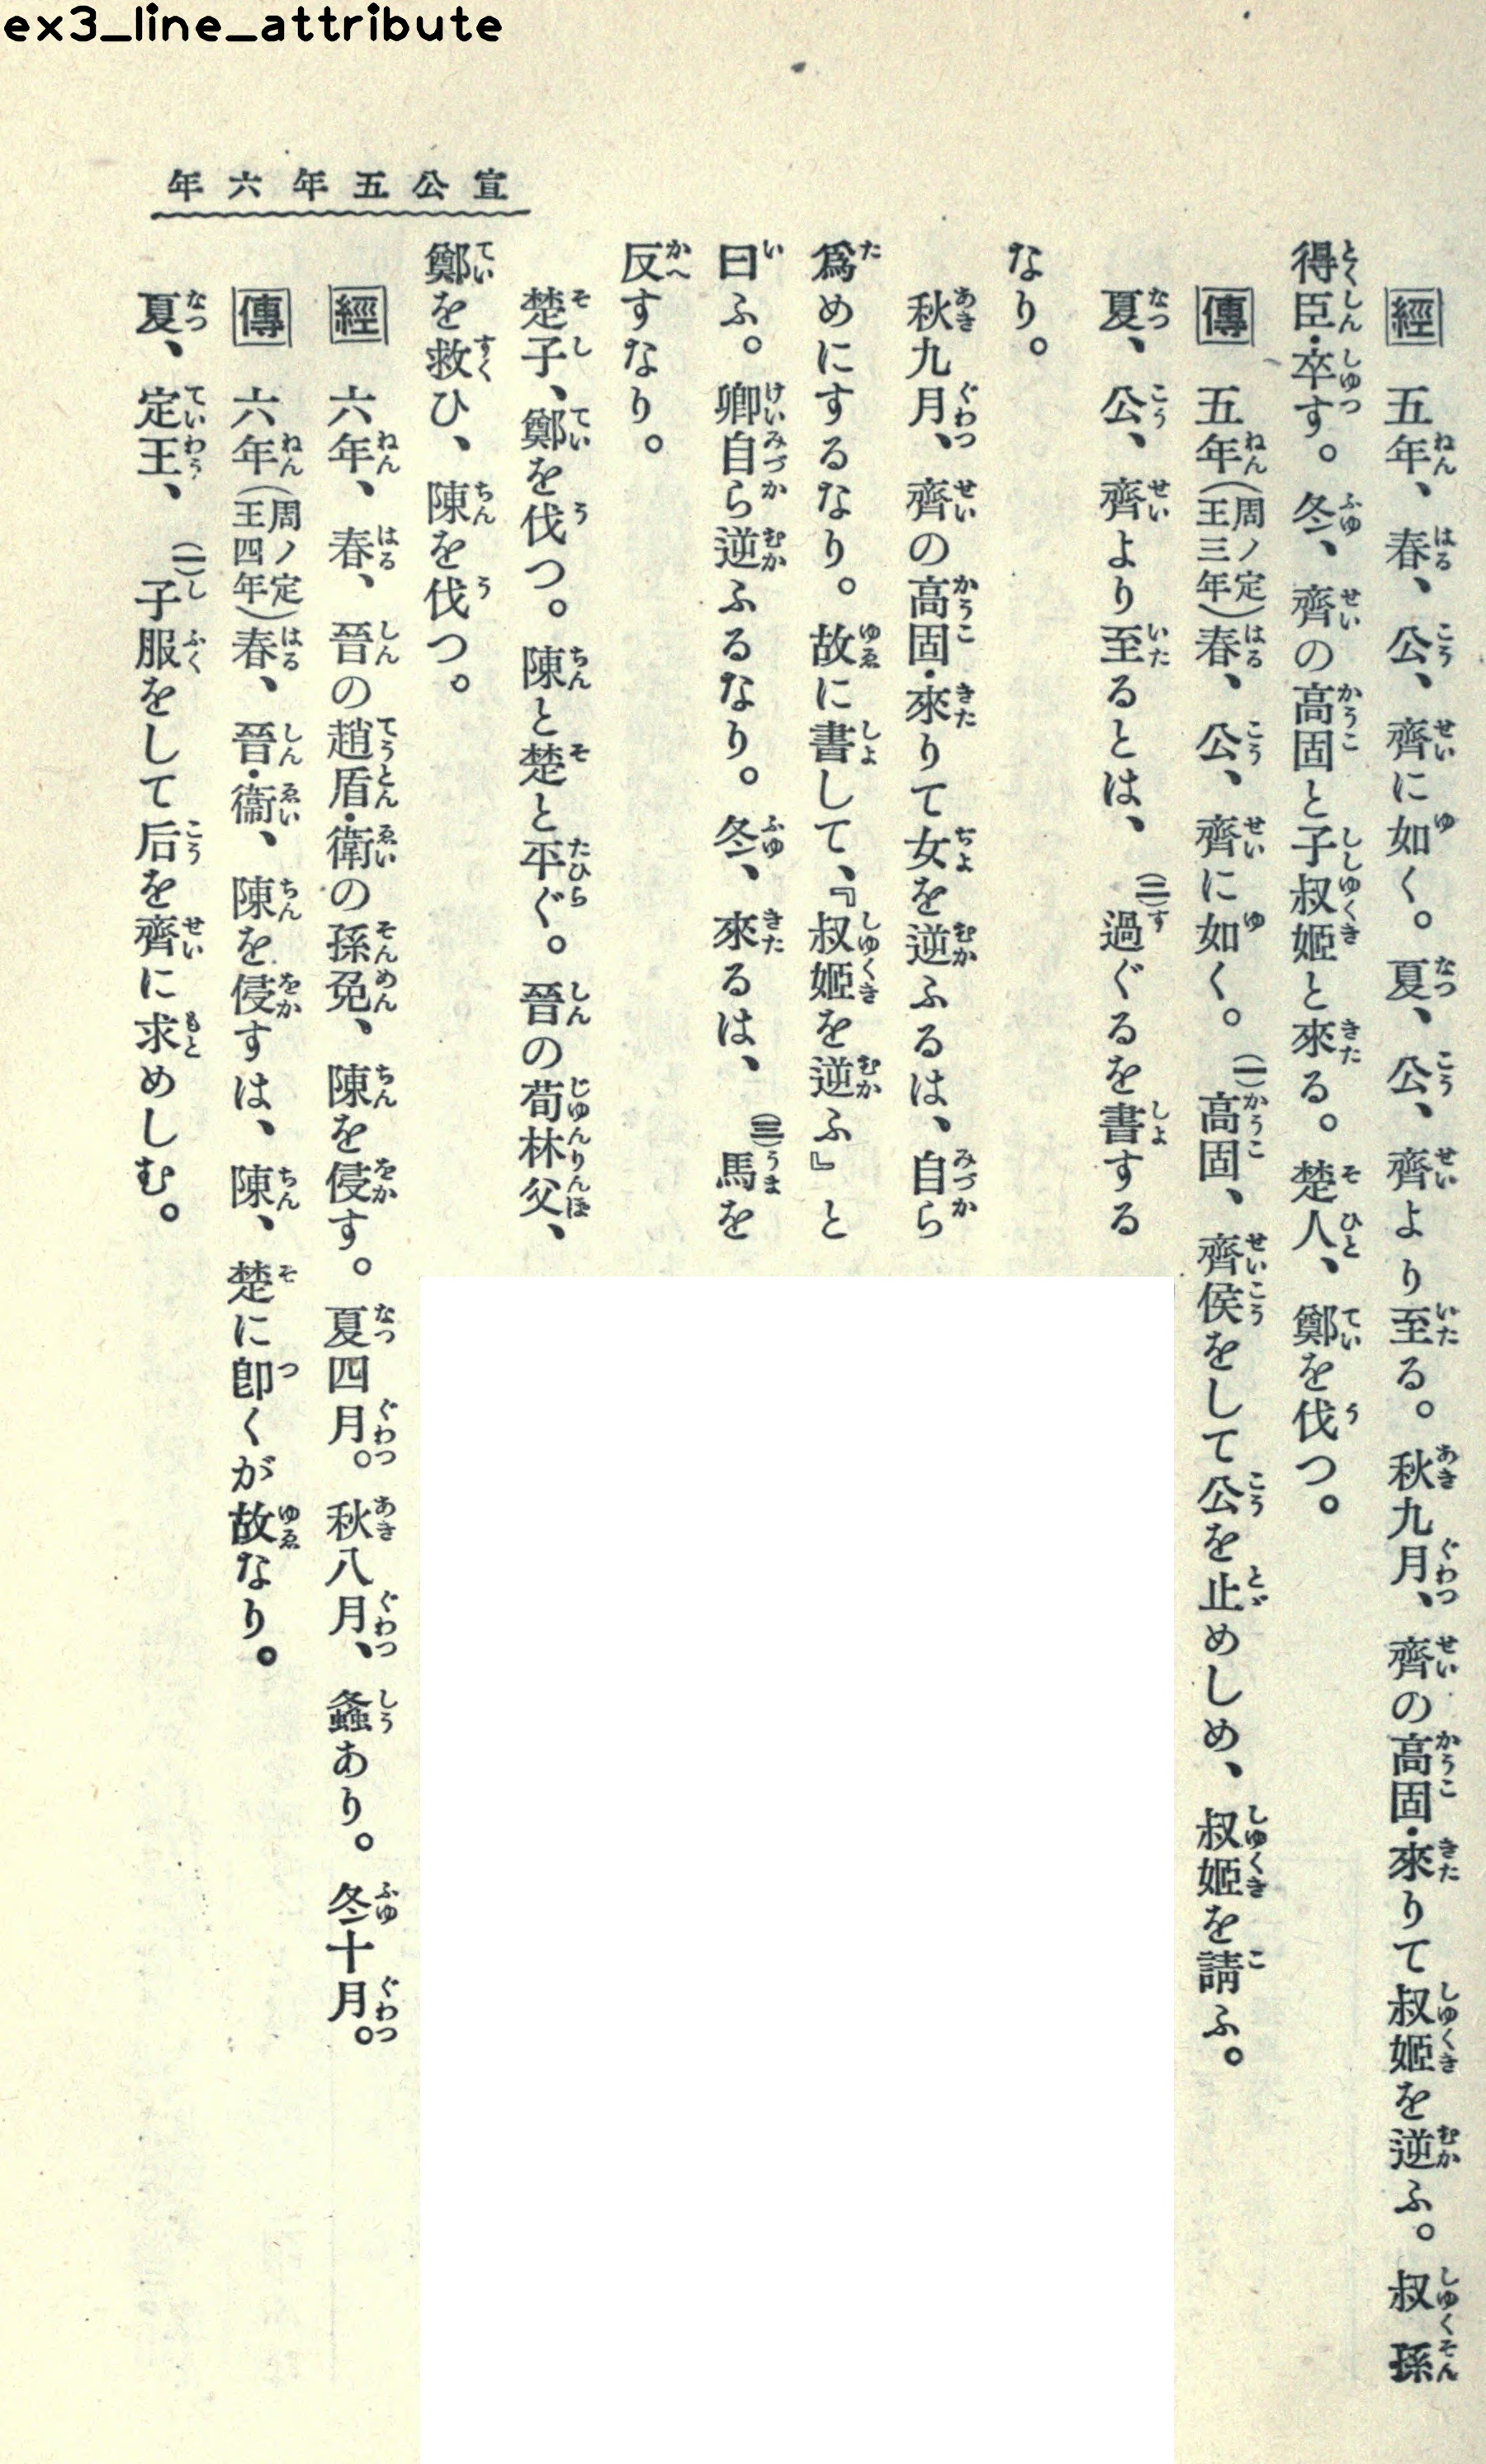 ex3_line_attribute
宣公五年六年
經　五年、春、公、齊に如く。夏、公、齊より至る。秋九月、齊の高固・來りて叔姬を逆ふ。叔孫
得臣・卒す。冬、齊の高固と子叔姬と來る。楚人、鄭を伐つ。
傳　五年（周ノ定王三年）春、公、齊に如く。（一）高固、齊侯をして公を止めしめ、叔姬を請ふ。
夏、公、齊より至るとは、（二）過ぐるを書する
なり。
秋九月、齊の高固・來りて女を逆ふるは、自ら
爲めにするなり。故に書して、『叔姬を逆ふ』と
曰ふ。卿自ら逆ふるなり。冬、來るは、（三）馬を
反すなり。
楚子、鄭を伐つ。陳と楚と平ぐ。晉の荀林父、
鄭を救ひ、陳を伐つ。
經　六年、春、晉の趙盾・衞の孫免、陳を侵す。夏四月。秋八月、螽あり。冬十月。
傳　六年（周ノ定王四年）春、晉・衞、陳を侵すは、陳、楚に卽くが故なり。
夏、定王、（一）子服をして后を齊に求めしむ。